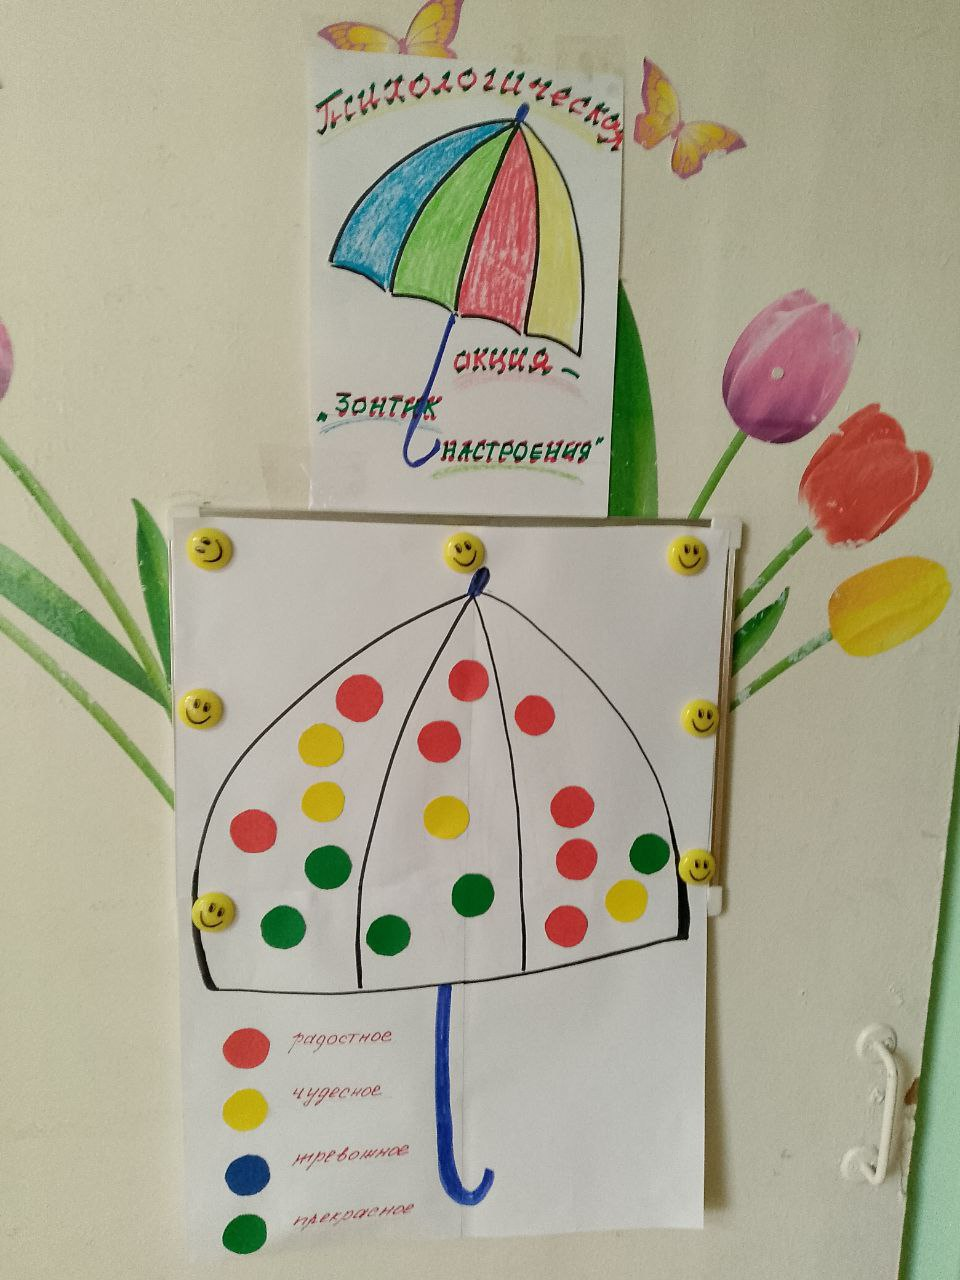 Психологическая
акция -
„Зонтик
настроения"
радостное
чудесное
тревожное
прекрасное